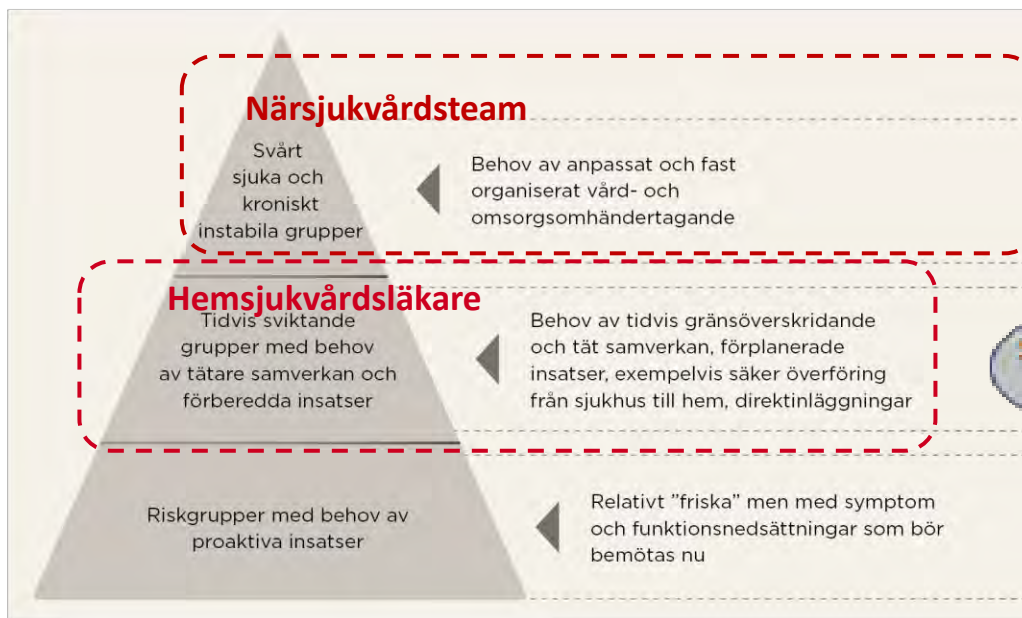 Närsjukvårdsteam
Svårt
sjuka och
kroniskt
instabila grupper
Behov av anpassat och fast
organiserat vård- och
omsorgsomhändertagande
Hemsjukvårdsläkare
Tidvis sviktande
grupper med behov
av tätare samverkan och
förberedda insatser
Behov av tidvis gränsöverskridande
och tät samverkan, förplanerade
insatser, exempelvis säker överföring
från sjukhus till hem, direktinläggningar
Riskgrupper med behov av
proaktiva insatser
Relativt ”friska” men med symptom
och funktionsnedsättningar som bör
bemötas nu